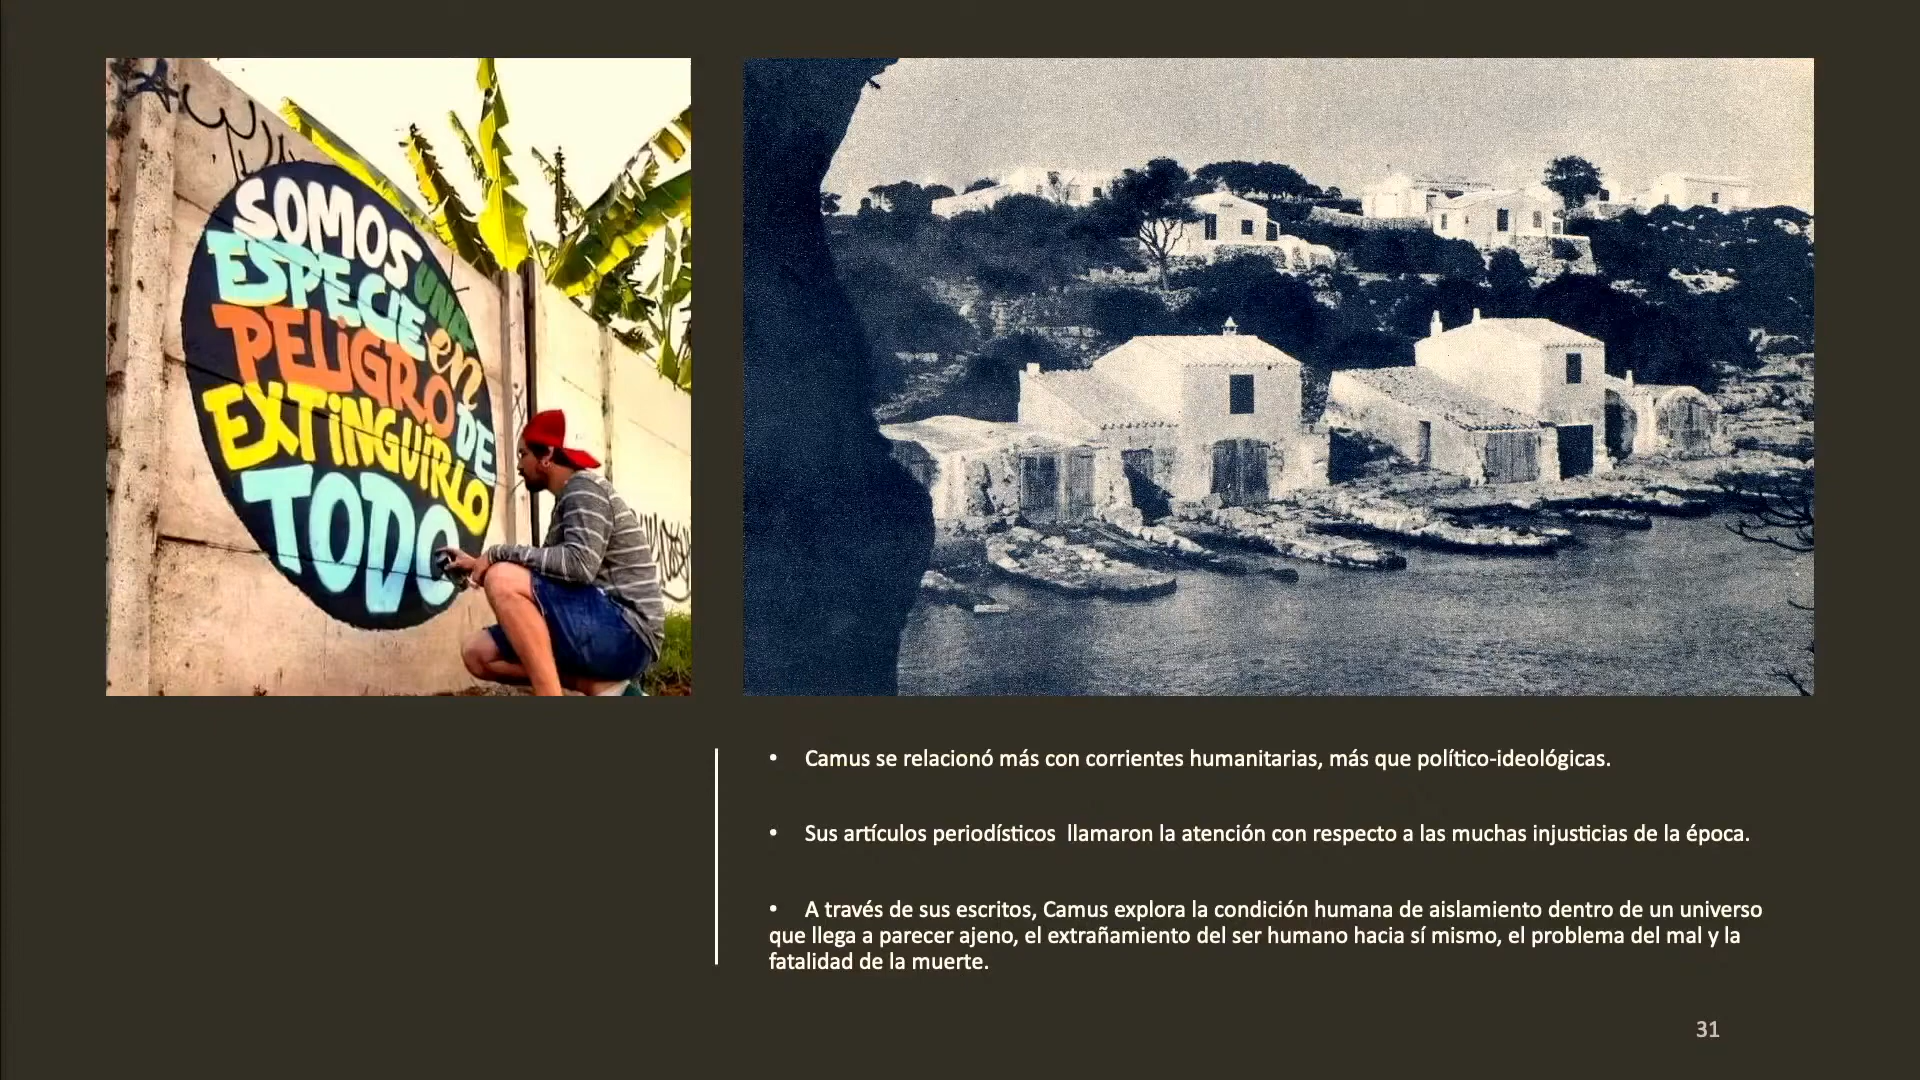 SOMOS UNA
ESPECIE en
PELiGRO DE
EXTiNGUiRLO
TODO
• Camus se relacionó más con corrientes humanitarias, más que político-ideológicas.
• Sus artículos periodísticos  llamaron la atención con respecto a las muchas injusticias de la época.
• A través de sus escritos, Camus explora la condición humana de aislamiento dentro de un universo
que llega a parecer ajeno, el extrañamiento del ser humano hacia sí mismo, el problema del mal y la
fatalidad de la muerte.
31